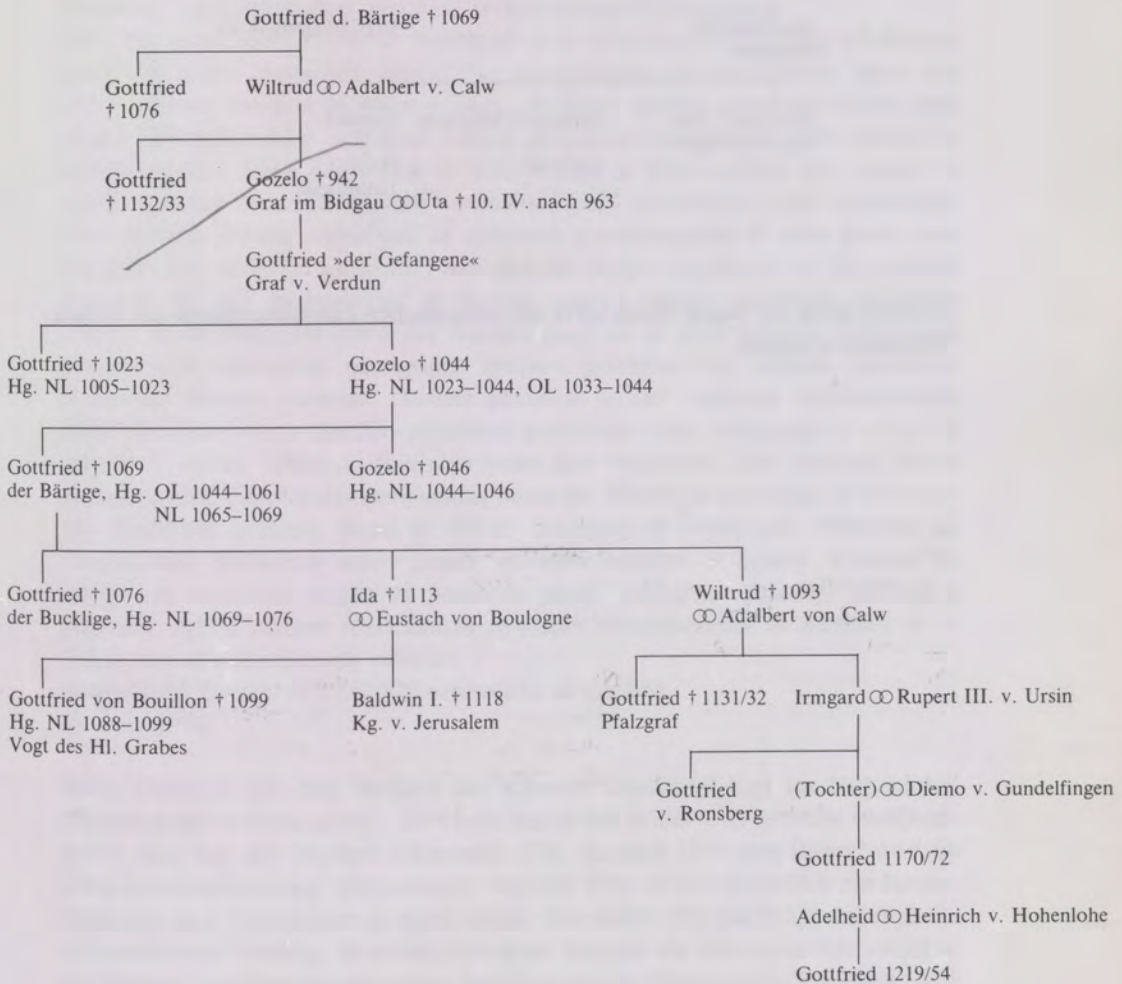 Gottfried d. Bärtige † 1069
Gottfried
† 1076
Wiltrud ⚭ Adalbert v. Calw
Gottfried
† 1132/33
Gozelo † 942
Graf im Bidgau ⚭ Uta † 10. IV. nach 963
Gottfried »der Gefangene«
Graf v. Verdun
Gottfried † 1023
Hg. NL 1005–1023
Gozelo † 1044
Hg. NL 1023–1044, OL 1033–1044
Gottfried † 1069
der Bärtige, Hg. OL 1044–1061
NL 1065–1069
Gozelo † 1046
Hg. NL 1044–1046
Gottfried † 1076
der Bucklige, Hg. NL 1069–1076
Ida † 1113
⚭ Eustach von Boulogne
Wiltrud † 1093
⚭ Adalbert von Calw
Gottfried von Bouillon † 1099
Hg. NL 1088–1099
Vogt des Hl. Grabes
Baldwin I. † 1118
Kg. v. Jerusalem
Gottfried † 1131/32
Pfalzgraf
Irmgard ⚭ Rupert III. v. Ursin
Gottfried
v. Ronsberg
(Tochter) ⚭ Diemo v. Gundelfingen
Gottfried 1170/72
Adelheid ⚭ Heinrich v. Hohenlohe
Gottfried 1219/54